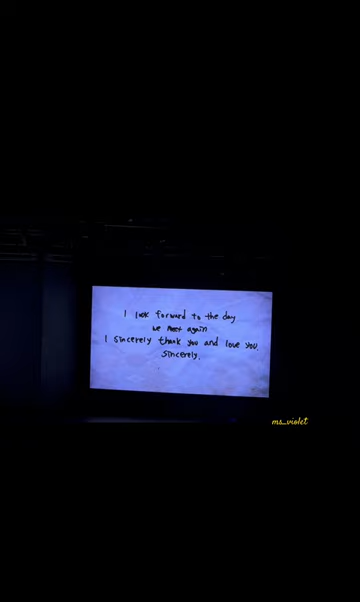 I look forward to the day
we meet again
I sincerely thank you and love you.
Sincerely.
ms_violet